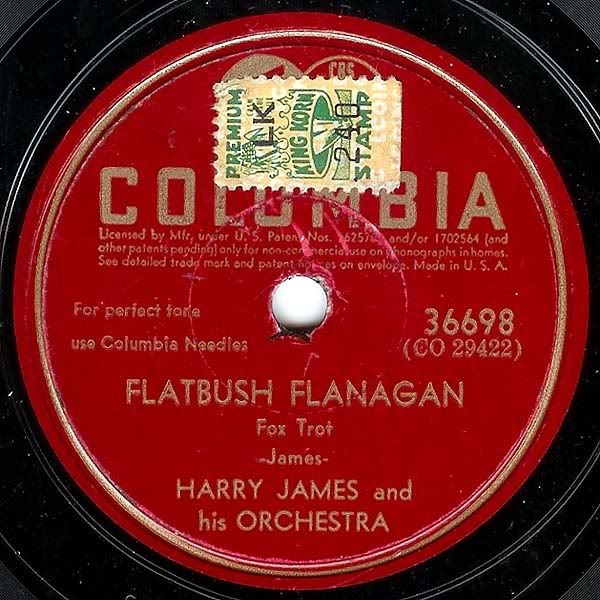 CBS
PREMIUM
LK
KING KORN
240
STAMP
COLUMBIA
Licensed by Mfr. under U. S. Patent Nos. and/or 1702564 (and
other patents pending) only for non-commercial use on phonographs in homes.
See detailed trade mark and patent notices on envelope. Made in U. S. A.
For perfect tone
use Columbia Needles
36698
(CO 29422)
FLATBUSH FLANAGAN
Fox Trot
-James-
HARRY JAMES and
his ORCHESTRA